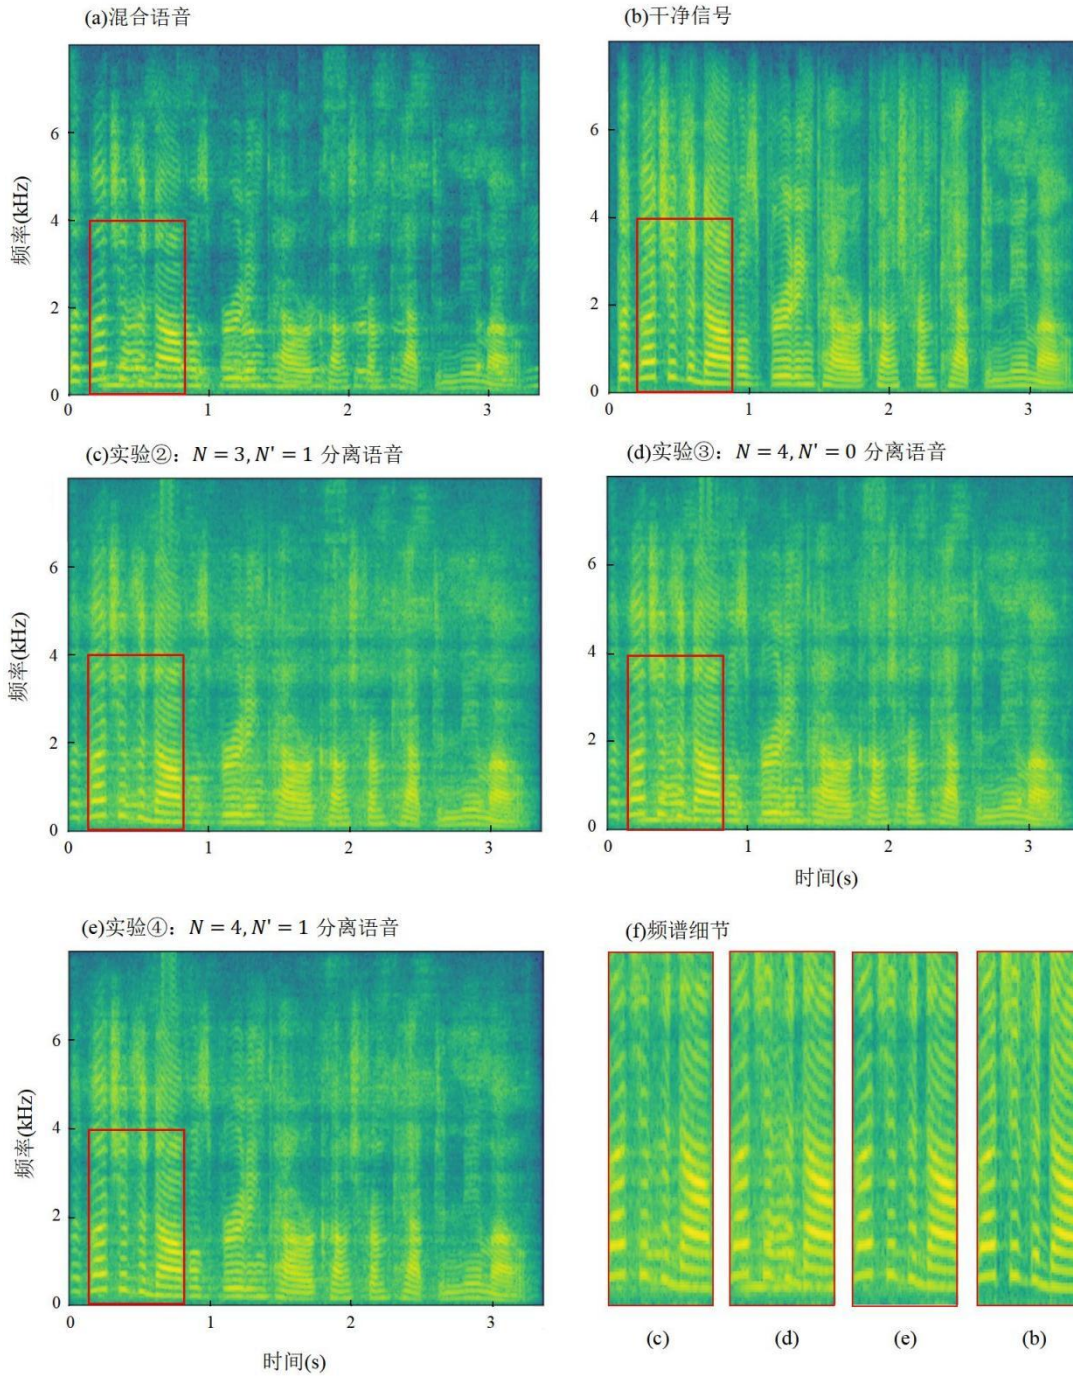 (a)混合语音
(b)干净信号
频率(kHz)
6
4
2
0
0 1 2 3
6
4
2
0
0 1 2 3
(c)实验②：N = 3, N' = 1 分离语音
(d)实验③：N = 4, N' = 0 分离语音
频率(kHz)
6
4
2
0
0 1 2 3
6
4
2
0
0 1 2 3
时间(s)
(e)实验④：N = 4, N' = 1 分离语音
(f)频谱细节
频率(kHz)
6
4
2
0
0 1 2 3
时间(s)
(c) (d) (e) (b)